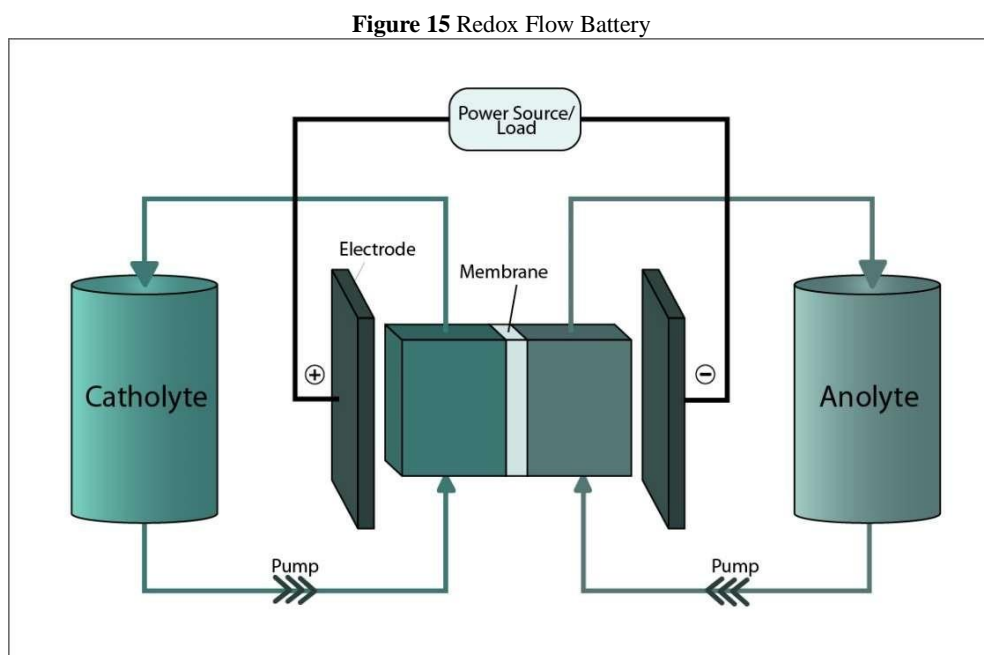 Figure 15 Redox Flow Battery
Power Source/
Load
Electrode
Membrane
+
−
Catholyte
Anolyte
Pump
Pump